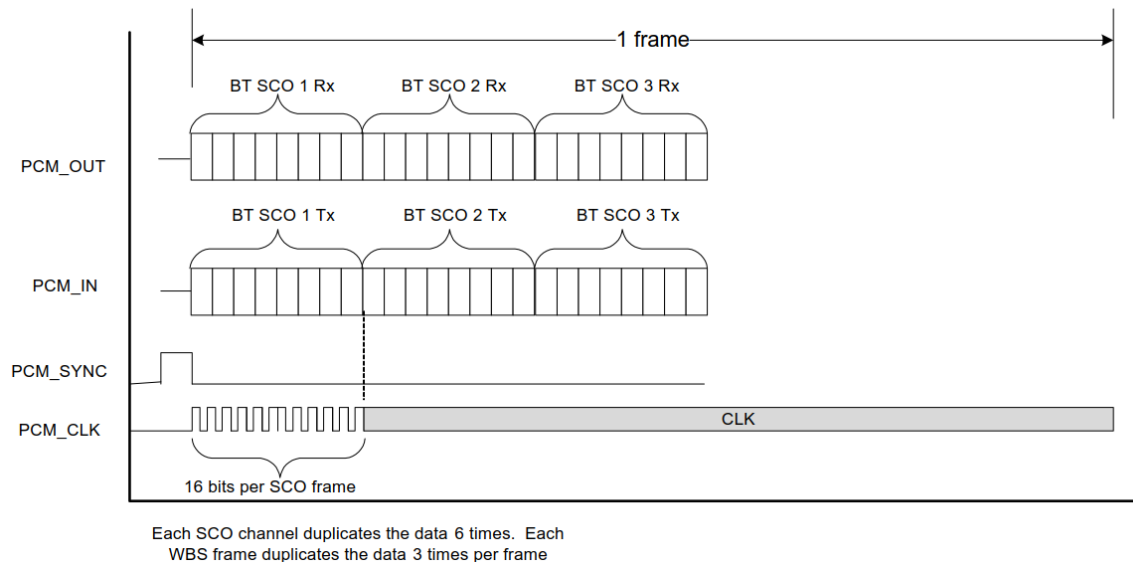 1 frame
BT SCO 1 Rx
BT SCO 2 Rx
BT SCO 3 Rx
PCM_OUT
BT SCO 1 Tx
BT SCO 2 Tx
BT SCO 3 Tx
PCM_IN
PCM_SYNC
PCM_CLK
CLK
16 bits per SCO frame
Each SCO channel duplicates the data 6 times. Each
WBS frame duplicates the data 3 times per frame